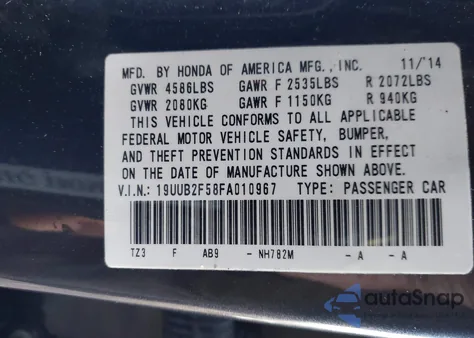 MFD. BY HONDA OF AMERICA MFG., INC. 11/'14
GVWR 4586LBS GAWR F 2535LBS R 2072LBS
GVWR 2080KG GAWR F 1150KG R 940KG
THIS VEHICLE CONFORMS TO ALL APPLICABLE
FEDERAL MOTOR VEHICLE SAFETY, BUMPER,
AND THEFT PREVENTION STANDARDS IN EFFECT
ON THE DATE OF MANUFACTURE SHOWN ABOVE.
V.I.N.: 19UUB2F58FA010967 TYPE: PASSENGER CAR
TZ3 F AB9 - NH782M - A - A
autoSnap